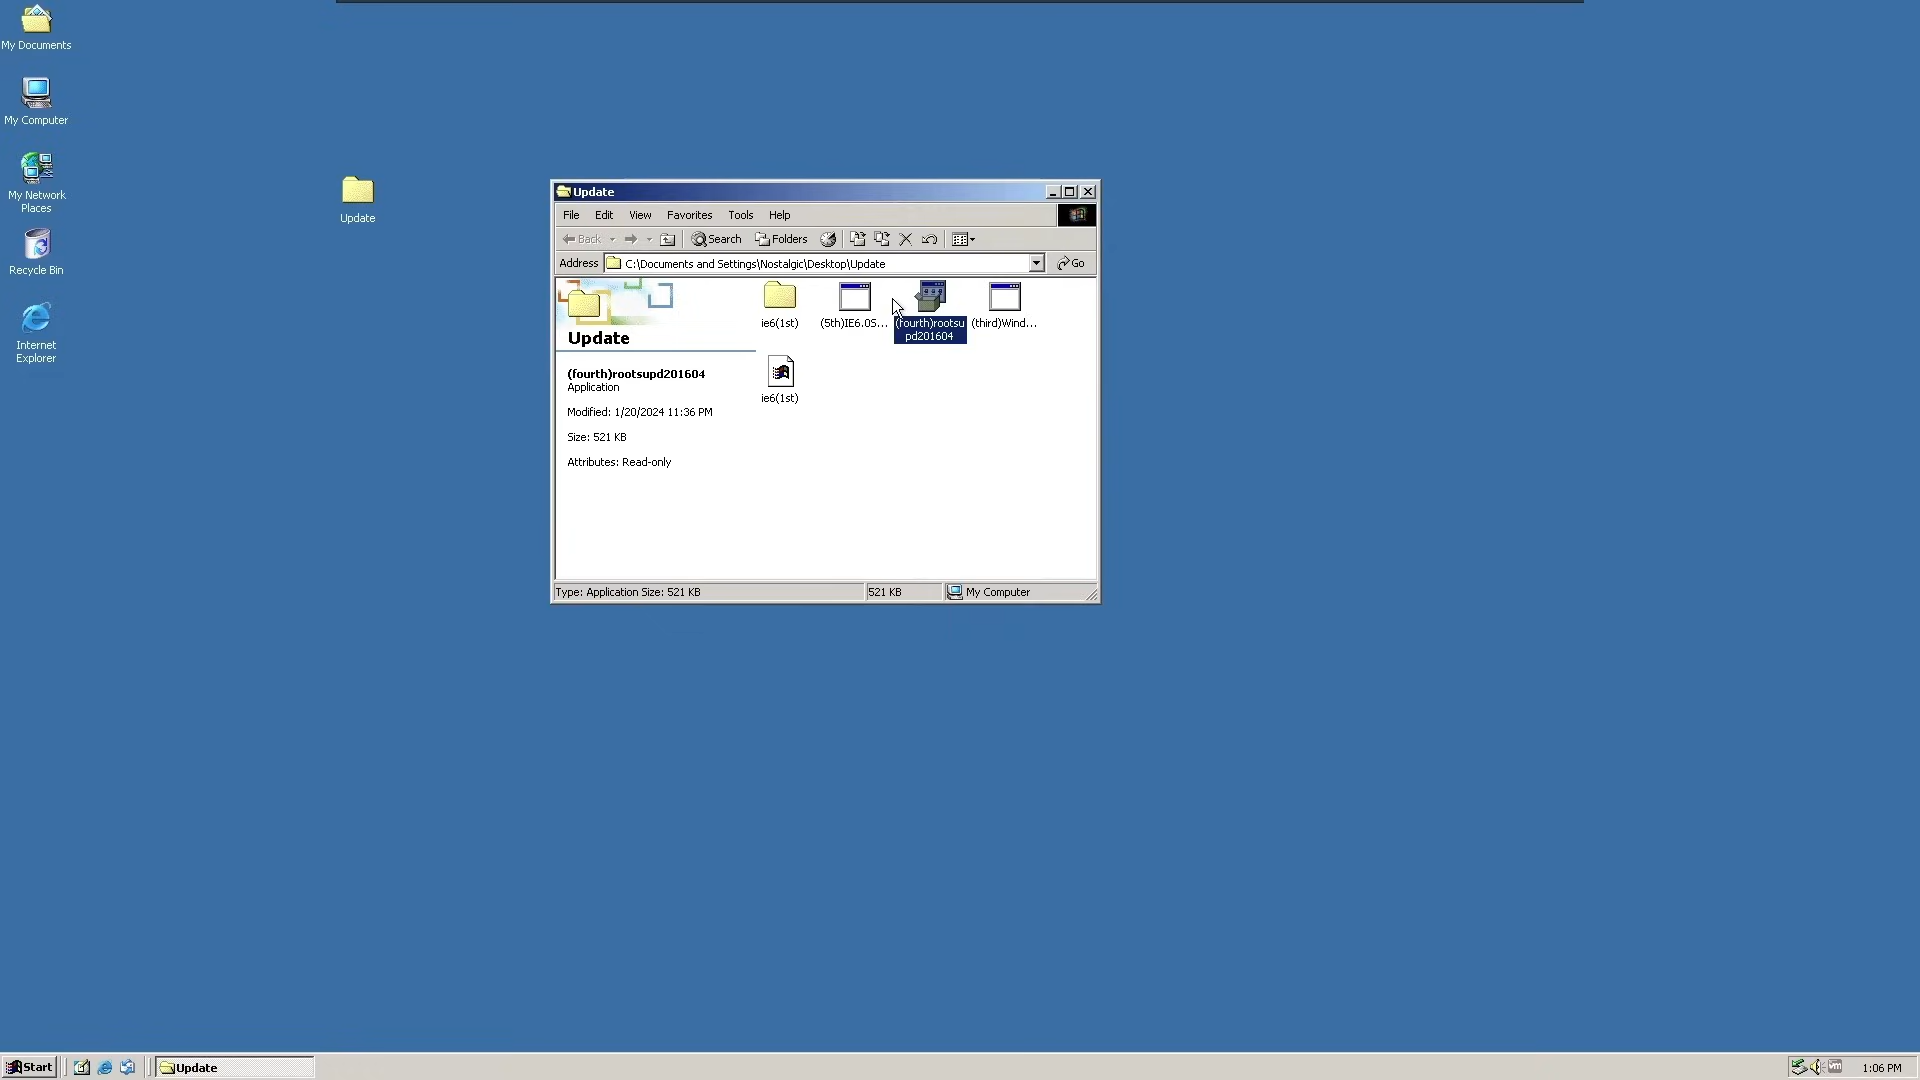 My Documents
My Computer
My Network
Places
Recycle Bin
Internet
Explorer
Update
Update
File Edit View Favorites Tools Help
Back Search Folders
Address C:\Documents and Settings\Nostalgic\Desktop\Update Go
Update
(fourth)rootsupd201604
Application
Modified: 1/20/2024 11:36 PM
Size: 521 KB
Attributes: Read-only
ie6(1st)
(5th)IE6.0S...
(fourth)rootsu
pd201604
(third)Wind...
ie6(1st)
Type: Application Size: 521 KB 521 KB My Computer
Start Update 1:06 PM